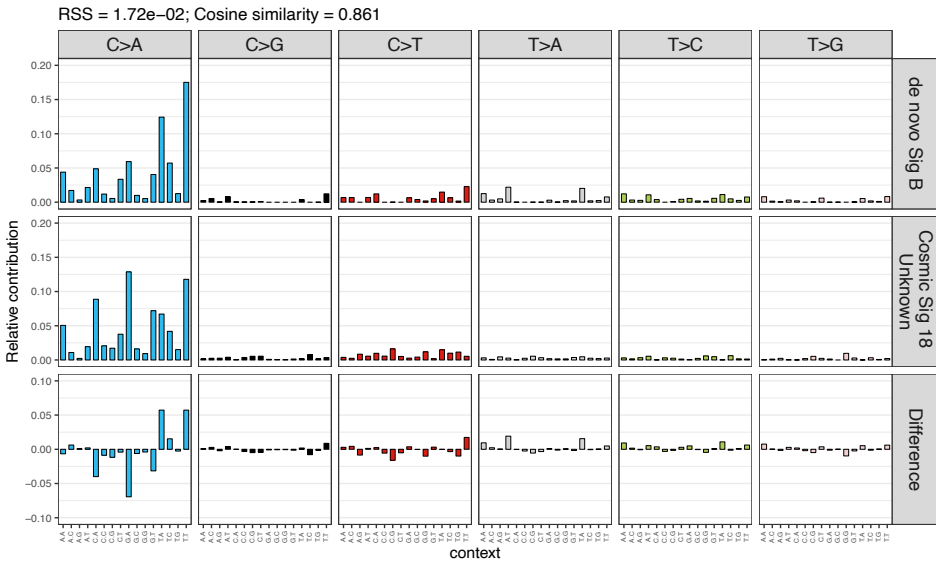 RSS = 1.72e−02; Cosine similarity = 0.861
C>A C>G C>T T>A T>C T>G
0.20
0.15
0.10
0.05
0.00
de novo Sig B
0.20
0.15
0.10
0.05
0.00
Cosmic Sig 18
Unknown
0.10
0.05
0.00
−0.05
−0.10
Difference
Relative contribution
A.A A.C A.G A.T C.A C.C C.G C.T G.A G.C G.G G.T T.A T.C T.G T.T A.A A.C A.G A.T C.A C.C C.G C.T G.A G.C G.G G.T T.A T.C T.G T.T A.A A.C A.G A.T C.A C.C C.G C.T G.A G.C G.G G.T T.A T.C T.G T.T A.A A.C A.G A.T C.A C.C C.G C.T G.A G.C G.G G.T T.A T.C T.G T.T A.A A.C A.G A.T C.A C.C C.G C.T G.A G.C G.G G.T T.A T.C T.G T.T A.A A.C A.G A.T C.A C.C C.G C.T G.A G.C G.G G.T T.A T.C T.G T.T
context